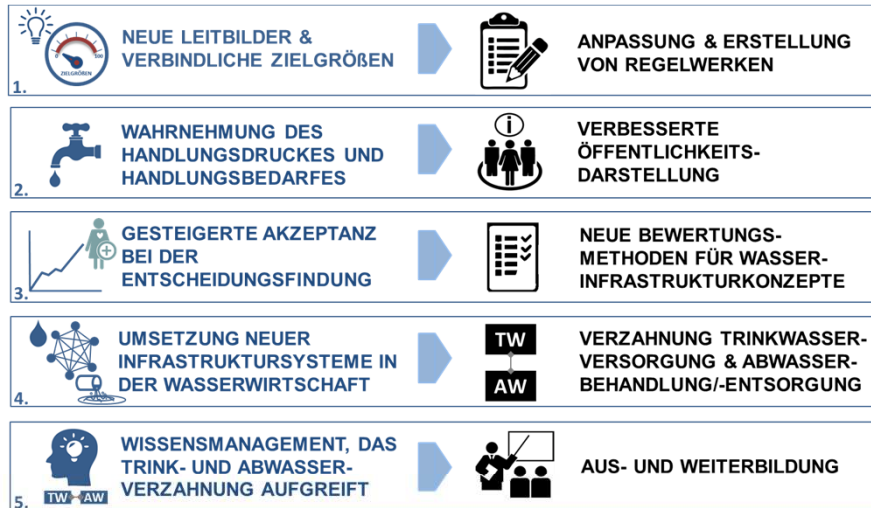 NEUE LEITBILDER &
VERBINDLICHE ZIELGRÖßEN
0
100
ZIELGRÖßEN
1.
ANPASSUNG & ERSTELLUNG
VON REGELWERKEN
WAHRNEHMUNG DES
HANDLUNGSDRUCKES UND
HANDLUNGSBEDARFES
2.
i
VERBESSERTE
ÖFFENTLICHKEITS-
DARSTELLUNG
GESTEIGERTE AKZEPTANZ
BEI DER
ENTSCHEIDUNGSFINDUNG
3.
NEUE BEWERTUNGS-
METHODEN FÜR WASSER-
INFRASTRUKTURKONZEPTE
UMSETZUNG NEUER
INFRASTRUKTURSYSTEME IN
DER WASSERWIRTSCHAFT
4.
TW
AW
VERZAHNUNG TRINKWASSER-
VERSORGUNG & ABWASSER-
BEHANDLUNG/-ENTSORGUNG
WISSENSMANAGEMENT, DAS
TRINK- UND ABWASSER-
VERZAHNUNG AUFGREIFT
5.
TW AW
AUS- UND WEITERBILDUNG